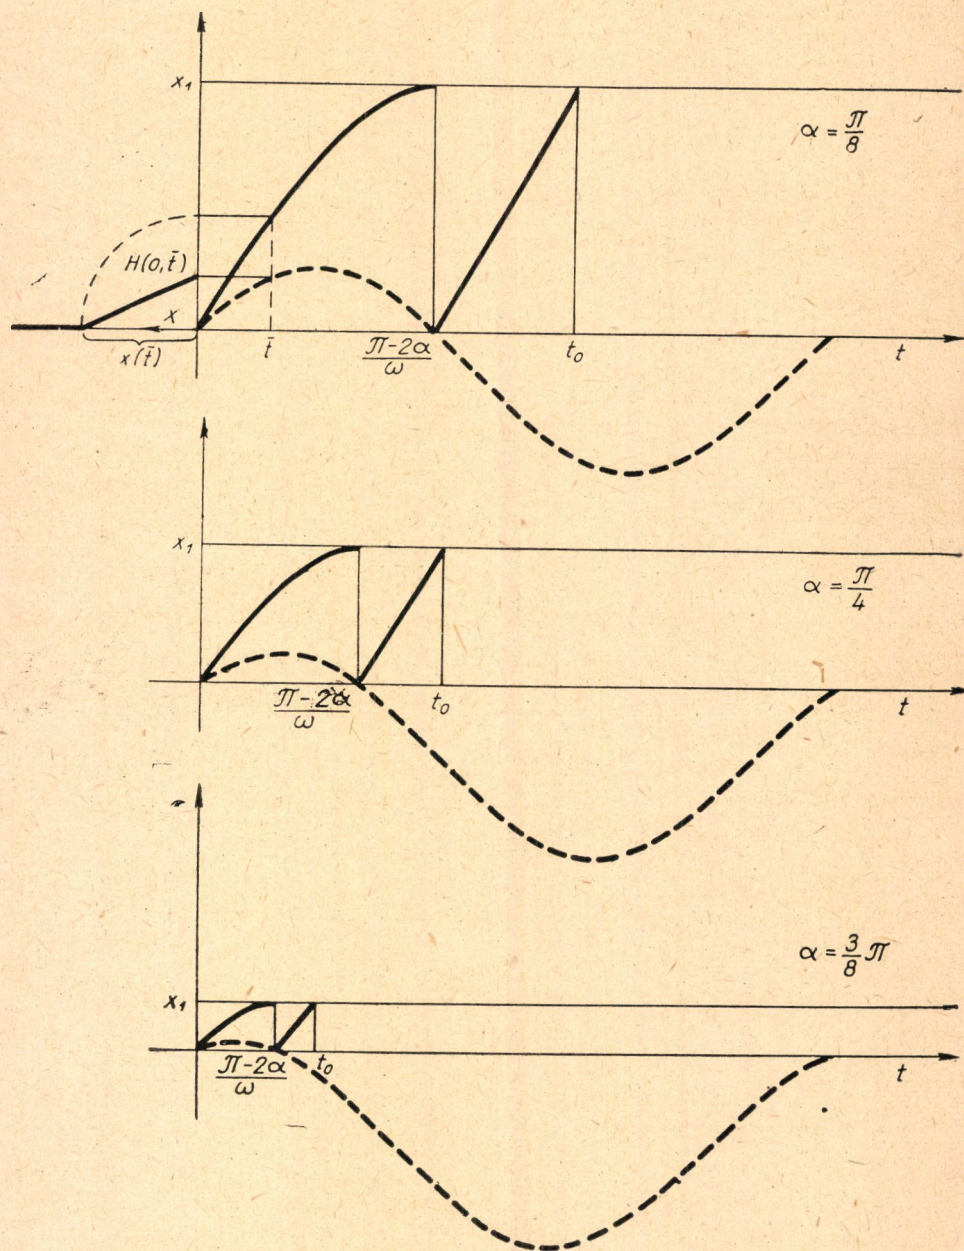 x₁
α = π/8
H(0, t̄)
x
x(t̄)
t̄
(π-2α)/ω
t₀
t
x₁
α = π/4
(π-2α)/ω
t₀
t
α = 3/8 π
x₁
(π-2α)/ω
t₀
t